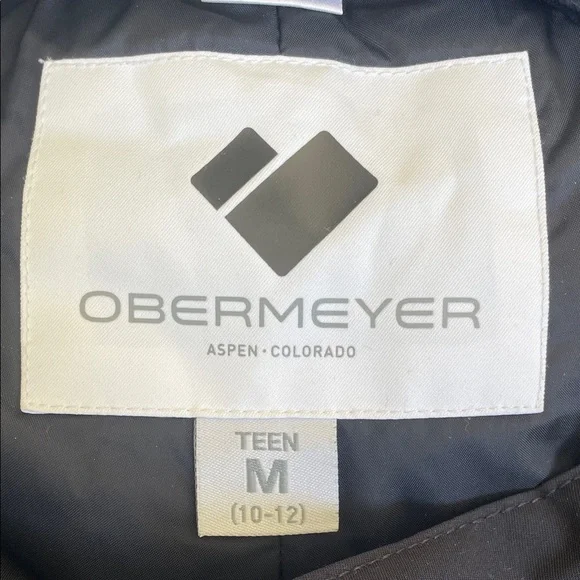 OBERMEYER
ASPEN · COLORADO
TEEN
M
(10-12)